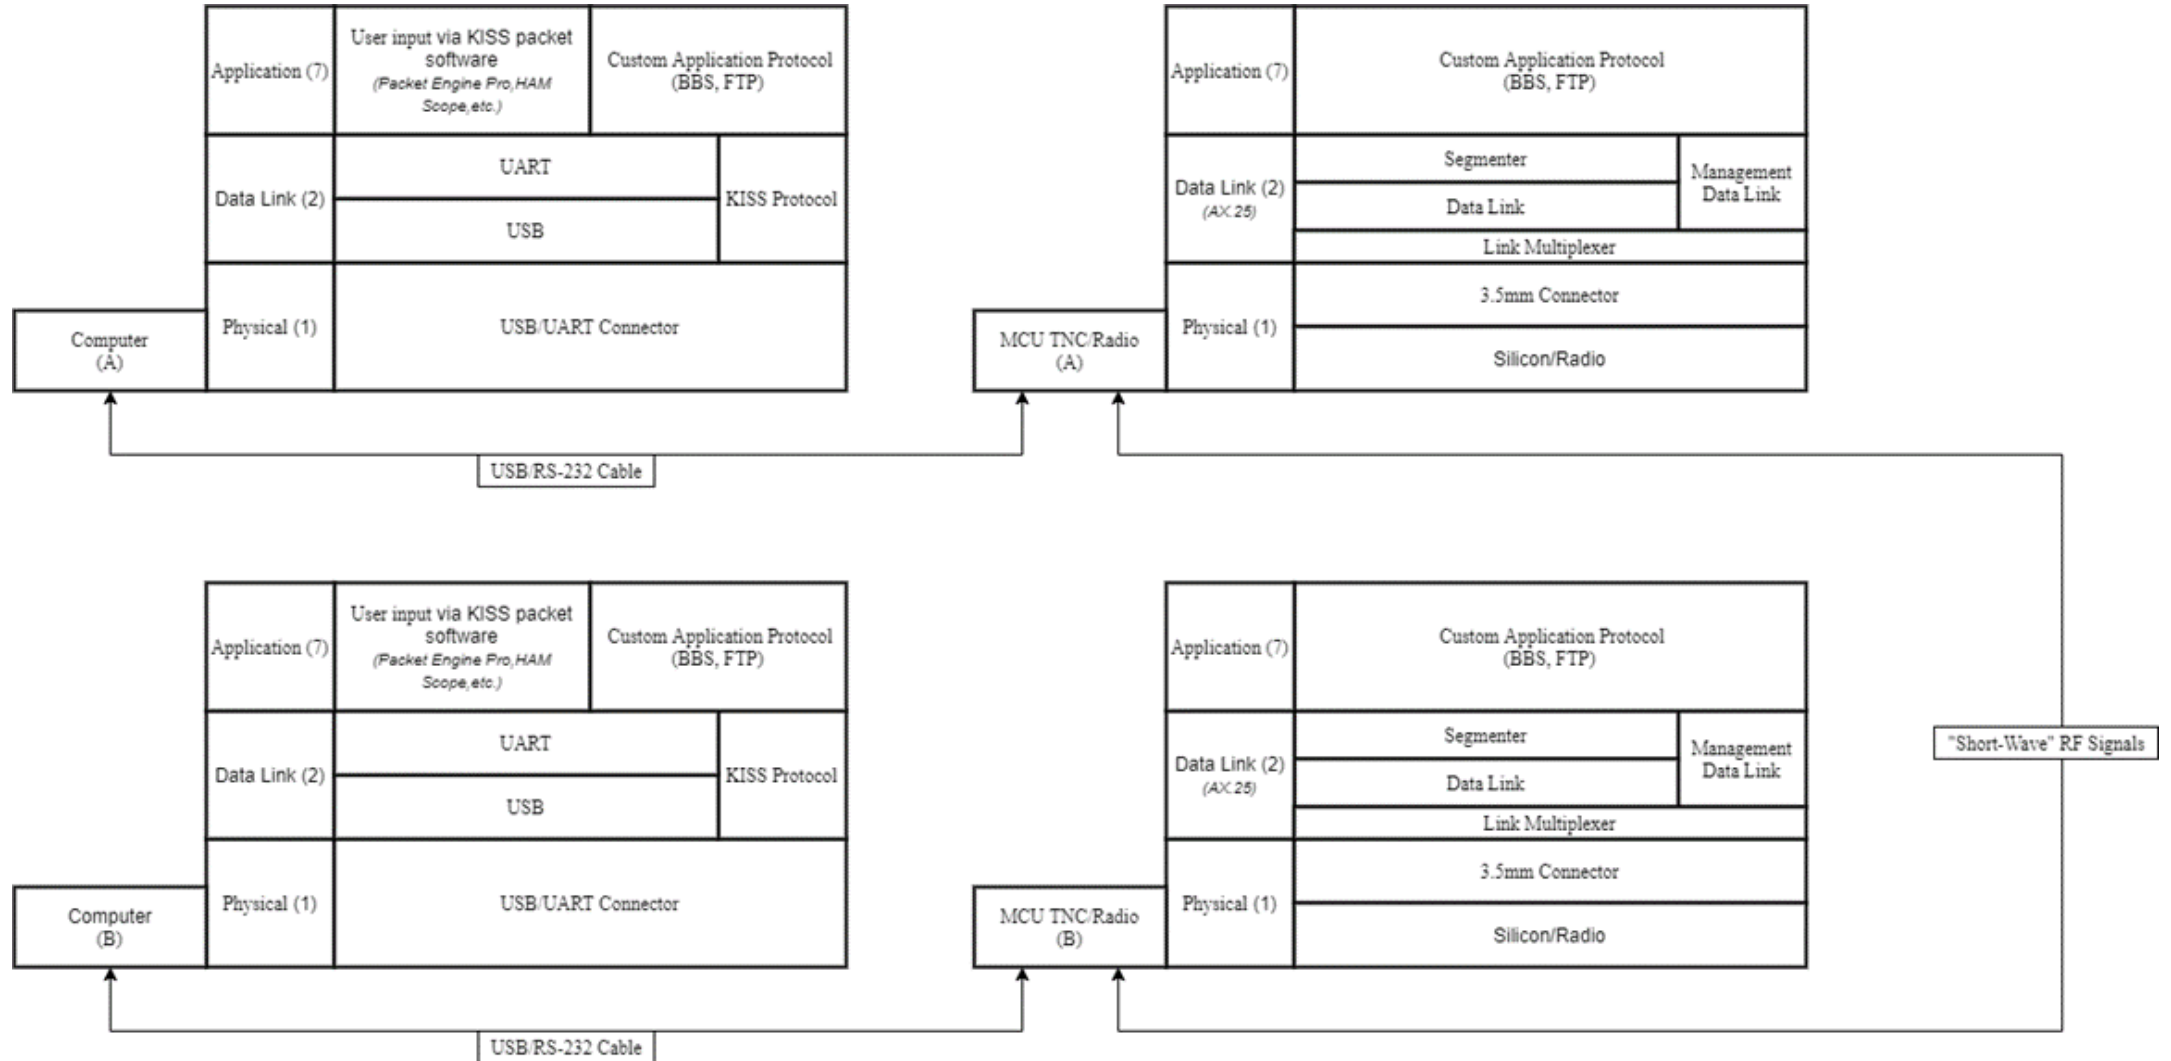 Application (7)
User input via KISS packet
software
(Packet Engine Pro,HAM
Scope,etc.)
Custom Application Protocol
(BBS, FTP)
Data Link (2)
UART
USB
KISS Protocol
Physical (1)
USB/UART Connector
Computer
(A)
Application (7)
Custom Application Protocol
(BBS, FTP)
Data Link (2)
(AX.25)
Segmenter
Data Link
Management
Data Link
Link Multiplexer
Physical (1)
3.5mm Connector
Silicon/Radio
MCU TNC/Radio
(A)
USB/RS-232 Cable
Application (7)
User input via KISS packet
software
(Packet Engine Pro,HAM
Scope,etc.)
Custom Application Protocol
(BBS, FTP)
Data Link (2)
UART
USB
KISS Protocol
Physical (1)
USB/UART Connector
Computer
(B)
Application (7)
Custom Application Protocol
(BBS, FTP)
Data Link (2)
(AX.25)
Segmenter
Data Link
Management
Data Link
Link Multiplexer
Physical (1)
3.5mm Connector
Silicon/Radio
MCU TNC/Radio
(B)
"Short-Wave" RF Signals
USB/RS-232 Cable